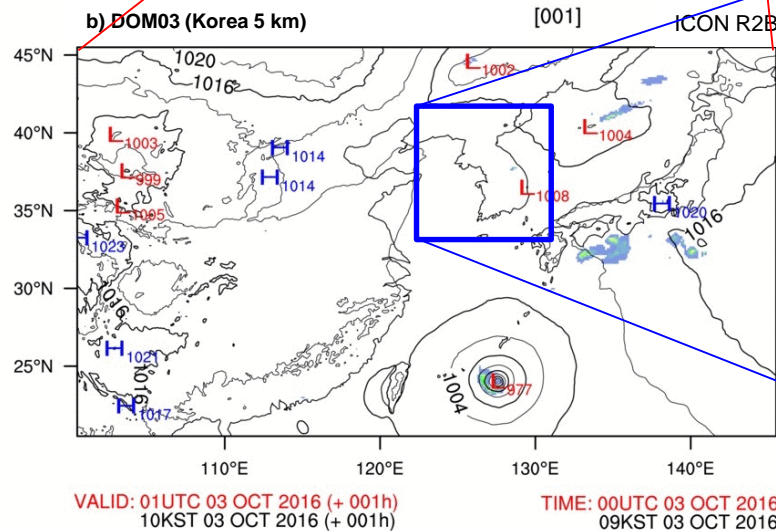 b) DOM03 (Korea 5 km)
[001]
ICON R2B
45°N
40°N
35°N
30°N
25°N
1020
1016
L1002
L1003
L999
L1005
H1014
H1014
L1004
L1008
H1020
1016
H1023
1016
H1021
1016
H1017
1004
L977
110°E
120°E
130°E
140°E
VALID: 01UTC 03 OCT 2016 (+ 001h)
10KST 03 OCT 2016 (+ 001h)
TIME: 00UTC 03 OCT 2016
09KST 03 OCT 2016